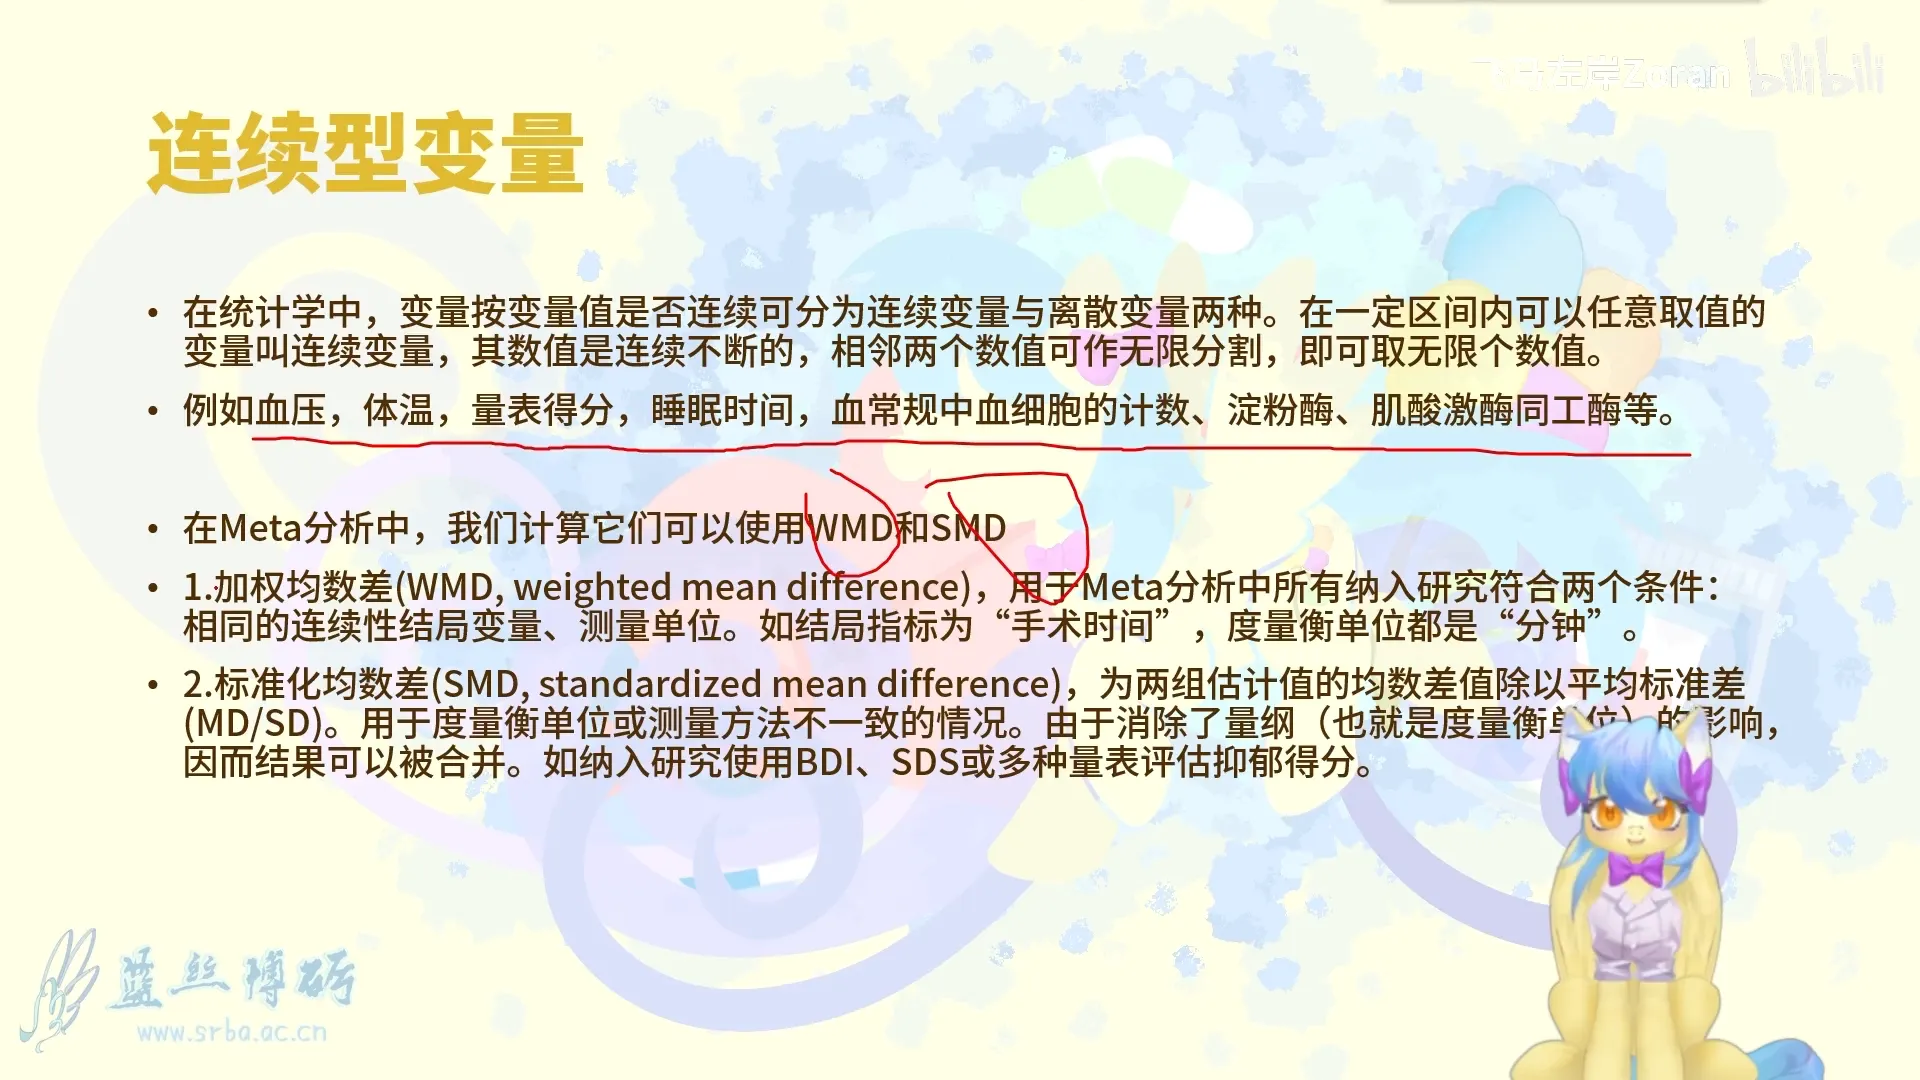 左岸Zoran bilibili
连续型变量
• 在统计学中，变量按变量值是否连续可分为连续变量与离散变量两种。在一定区间内可以任意取值的
变量叫连续变量，其数值是连续不断的，相邻两个数值可作无限分割，即可取无限个数值。
• 例如血压，体温，量表得分，睡眠时间，血常规中血细胞的计数、淀粉酶、肌酸激酶同工酶等。
• 在Meta分析中，我们计算它们可以使用WMD和SMD
• 1.加权均数差(WMD, weighted mean difference)，用于Meta分析中所有纳入研究符合两个条件：
相同的连续性结局变量、测量单位。如结局指标为“手术时间”，度量衡单位都是“分钟”。
• 2.标准化均数差(SMD, standardized mean difference)，为两组估计值的均数差值除以平均标准差
(MD/SD)。用于度量衡单位或测量方法不一致的情况。由于消除了量纲（也就是度量衡单位）的影响，
因而结果可以被合并。如纳入研究使用BDI、SDS或多种量表评估抑郁得分。
蓝丝博砺
www.srba.ac.cn